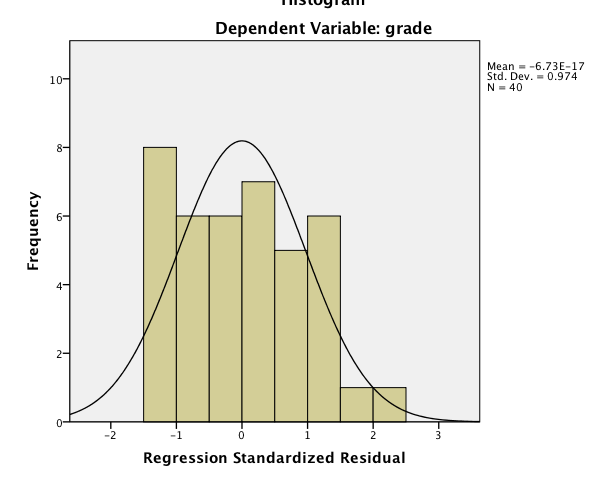 Histogram
Dependent Variable: grade
Mean = -6.73E-17
Std. Dev. = 0.974
N = 40
10
8
6
4
2
0
Frequency
-2 -1 0 1 2 3
Regression Standardized Residual